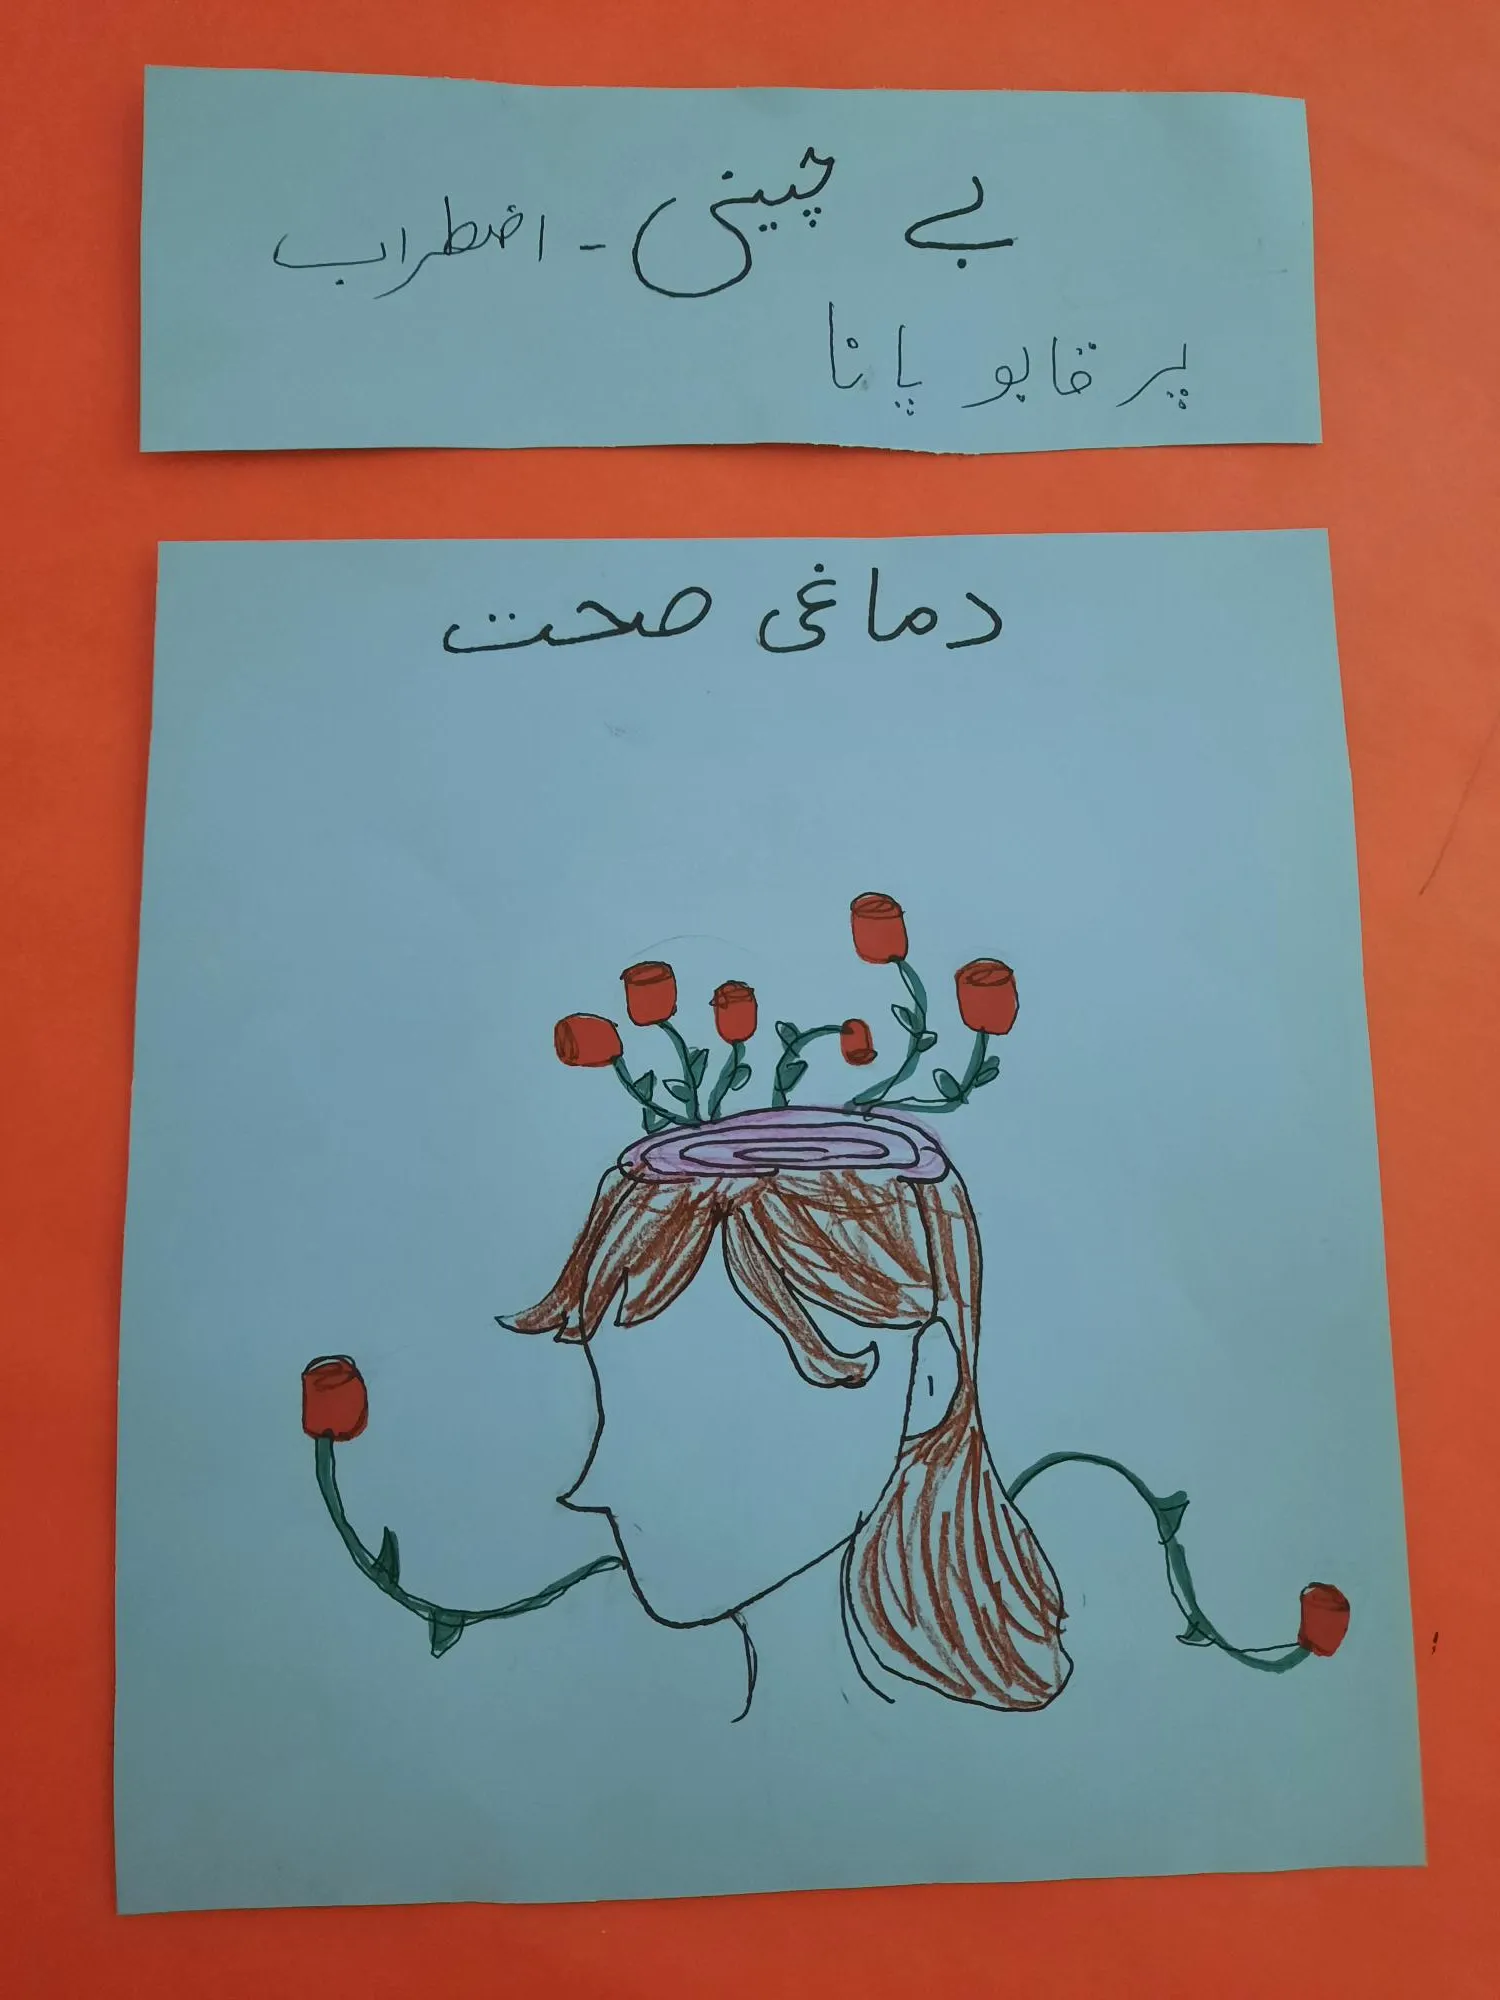 بے چینی - اضطراب
پر قابو پانا
دماغی صحت